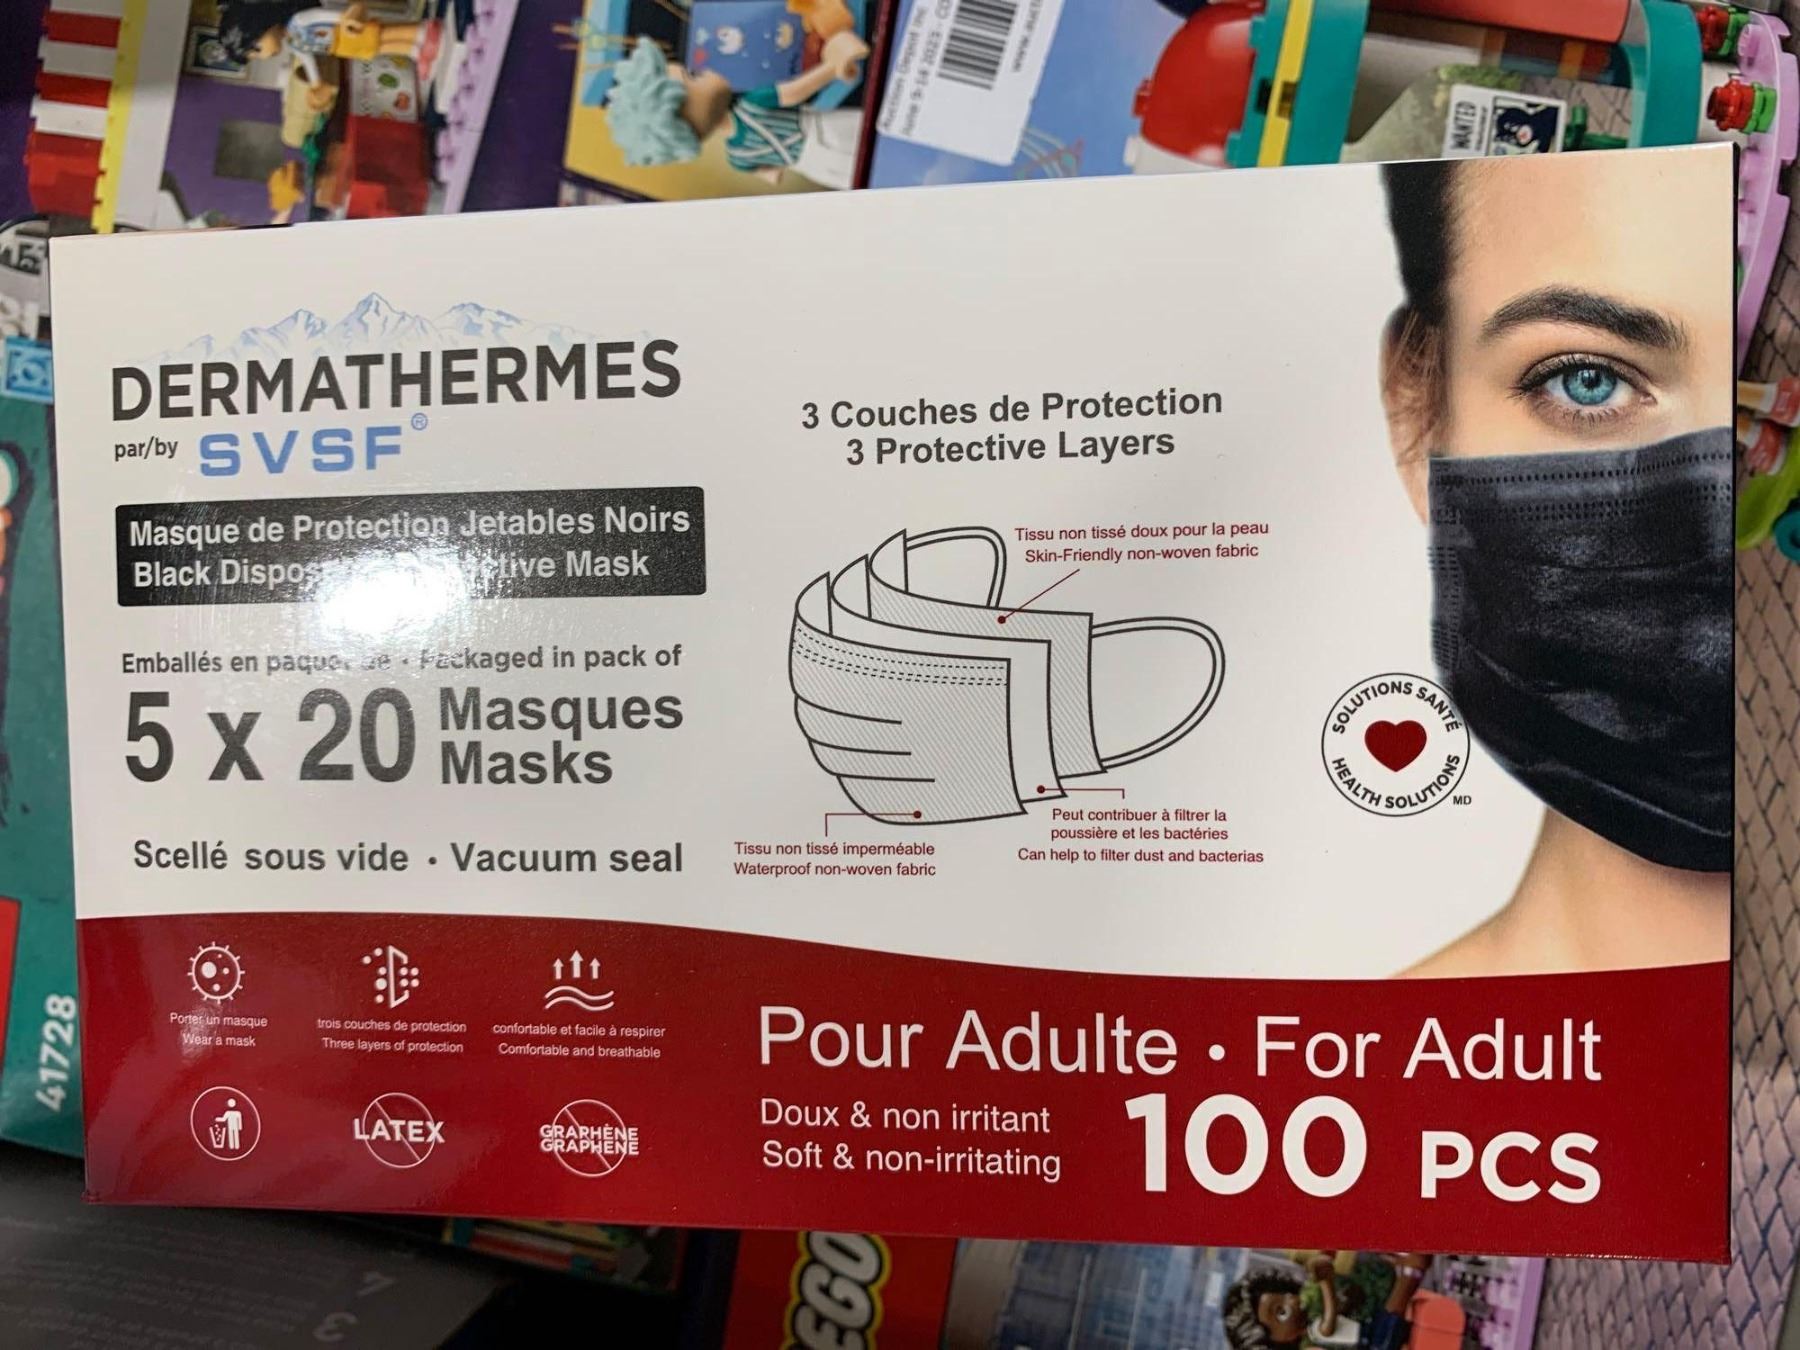 WANTED
DERMATHERMES
par/by SVSF®
Masque de Protection Jetables Noirs
Black Mask
Emballés en • Packaged in pack of
5 x 20 Masques
Masks
Scellé sous vide • Vacuum seal
3 Couches de Protection
3 Protective Layers
Tissu non tissé doux pour la peau
Skin-Friendly non-woven fabric
Tissu non tissé imperméable
Waterproof non-woven fabric
Peut contribuer à filtrer la
poussière et les bactéries
Can help to filter dust and bacterias
SOLUTIONS SANTÉ
HEALTH SOLUTIONS MD
Porter un masque
Wear a mask
trois couches de protection
Three layers of protection
confortable et facile à respirer
Comfortable and breathable
LATEX
GRAPHÈNE
GRAPHENE
Pour Adulte • For Adult
Doux & non irritant
Soft & non-irritating
100 PCS
41728